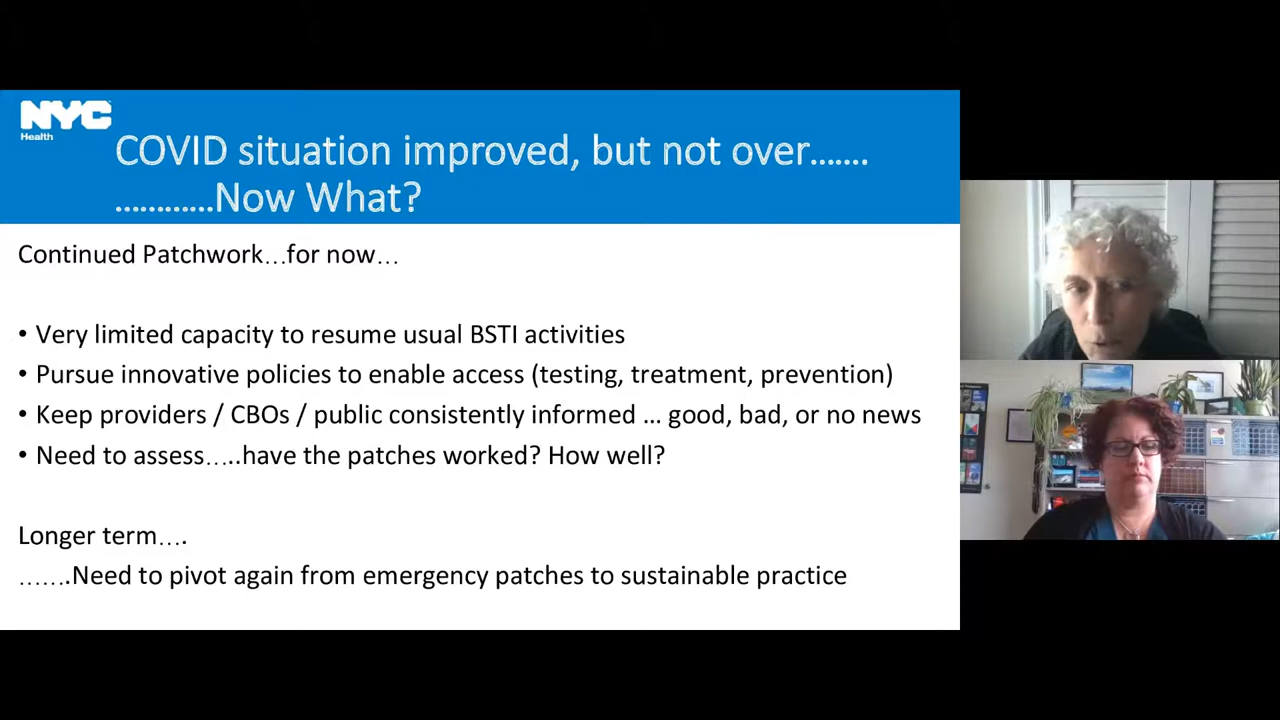 NYC
Health
COVID situation improved, but not over…….
…………Now What?
Continued Patchwork…for now…
• Very limited capacity to resume usual BSTI activities
• Pursue innovative policies to enable access (testing, treatment, prevention)
• Keep providers / CBOs / public consistently informed … good, bad, or no news
• Need to assess…..have the patches worked? How well?
Longer term….
…….Need to pivot again from emergency patches to sustainable practice